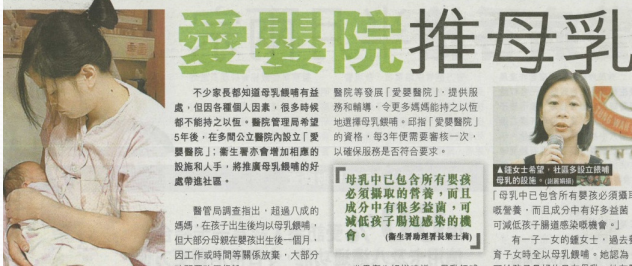 愛嬰院推母乳
不少家長都知道母乳餵哺有益
處，但因各種個人因素，很多時候
都不能持之以恆。醫院管理局希望
5年後，在多間公立醫院內設立「愛
嬰醫院」；衞生署亦會增加相應的
設施和人手，將推廣母乳餵哺的好
處帶進社區。
醫管局調查指出，超過八成的
媽媽，在孩子出生後均以母乳餵哺，
但大部分母親在嬰孩出生後一個月，
因工作或時間等關係放棄，大部分
醫院等發展「愛嬰醫院」，提供服
務和輔導，令更多媽媽能持之以恆
地選擇母乳餵哺。邱指「愛嬰醫院」
的資格，每3年便需要審核一次，
以確保服務是否符合要求。
「母乳中已包含所有嬰孩
必須攝取的營養，而且
成分中有很多益菌，可
減低孩子腸道感染的機
會。」
(衞生署助理署長樂士莉)
▲鍾女士希望，社區多設立餵哺
母乳的設施。
「母乳中已包含所有嬰孩必須攝取
嘅營養，而且成分中有好多益菌
可減低孩子腸道感染嘅機會。」
有一子一女的鍾女士，過去養
育子女時全以母乳餵哺。她認為